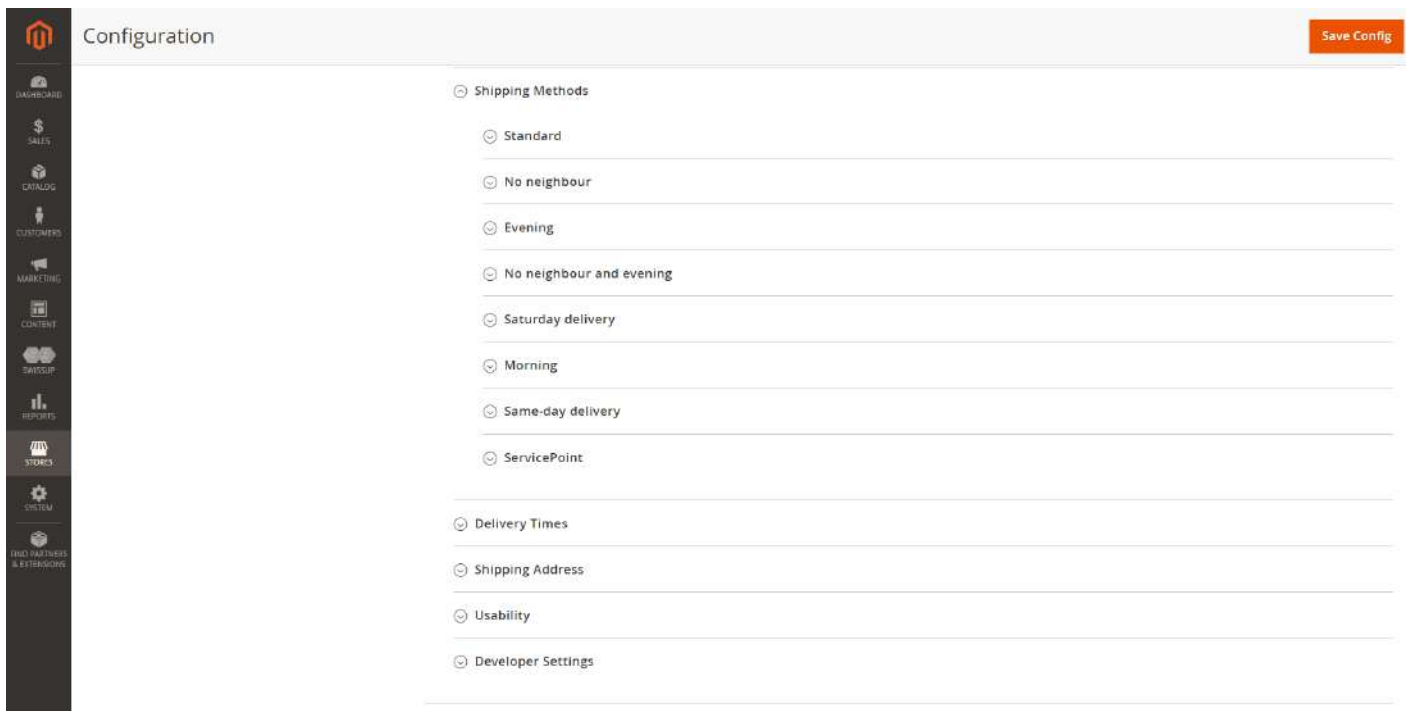 Configuration
Save Config
DASHBOARD
SALES
CATALOG
CUSTOMERS
MARKETING
CONTENT
SWISSUP
REPORTS
STORES
SYSTEM
FIND PARTNERS
& EXTENSIONS
Shipping Methods
Standard
No neighbour
Evening
No neighbour and evening
Saturday delivery
Morning
Same-day delivery
ServicePoint
Delivery Times
Shipping Address
Usability
Developer Settings